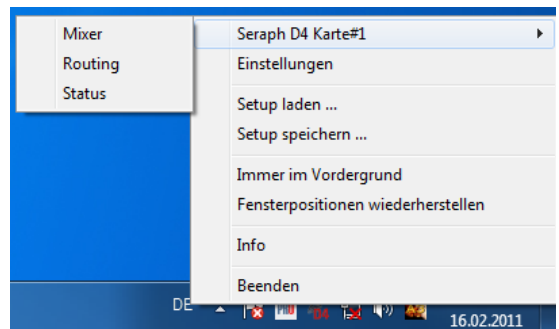 Mixer
Routing
Status
Seraph D4 Karte#1
Einstellungen
Setup laden ...
Setup speichern ...
Immer im Vordergrund
Fensterpositionen wiederherstellen
Info
Beenden
DE
16.02.2011